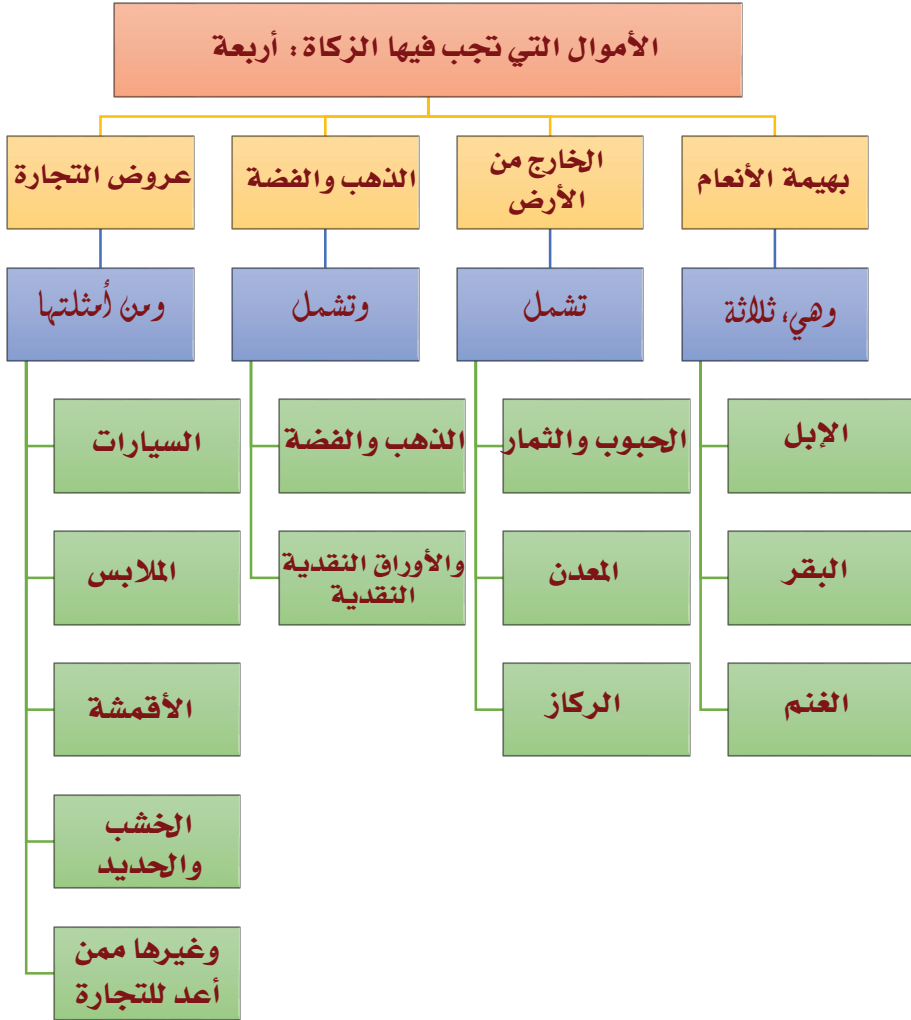 الأموال التي تجب فيها الزكاة : أربعة
بهيمة الأنعام
وهي، ثلاثة
الإبل
البقر
الغنم
الخارج من
الأرض
تشمل
الحبوب والثمار
المعدن
الركاز
الذهب والفضة
وتشمل
الذهب والفضة
والأوراق النقدية
النقدية
عروض التجارة
ومن أمثلتها
السيارات
الملابس
الأقمشة
الخشب
والحديد
وغيرها ممن
أعد للتجارة